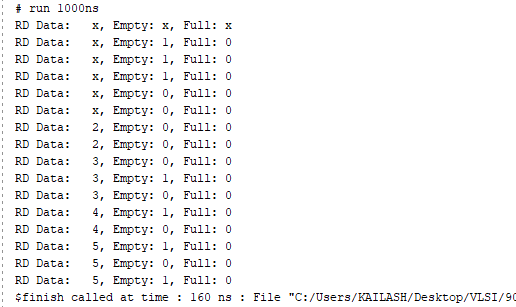 # run 1000ns
RD Data:   x, Empty: x, Full: x
RD Data:   x, Empty: 1, Full: 0
RD Data:   x, Empty: 1, Full: 0
RD Data:   x, Empty: 1, Full: 0
RD Data:   x, Empty: 0, Full: 0
RD Data:   x, Empty: 0, Full: 0
RD Data:   2, Empty: 0, Full: 0
RD Data:   2, Empty: 0, Full: 0
RD Data:   3, Empty: 0, Full: 0
RD Data:   3, Empty: 1, Full: 0
RD Data:   3, Empty: 0, Full: 0
RD Data:   4, Empty: 1, Full: 0
RD Data:   4, Empty: 0, Full: 0
RD Data:   5, Empty: 1, Full: 0
RD Data:   5, Empty: 0, Full: 0
RD Data:   5, Empty: 1, Full: 0
$finish called at time : 160 ns : File "C:/Users/KAILASH/Desktop/VLSI/90